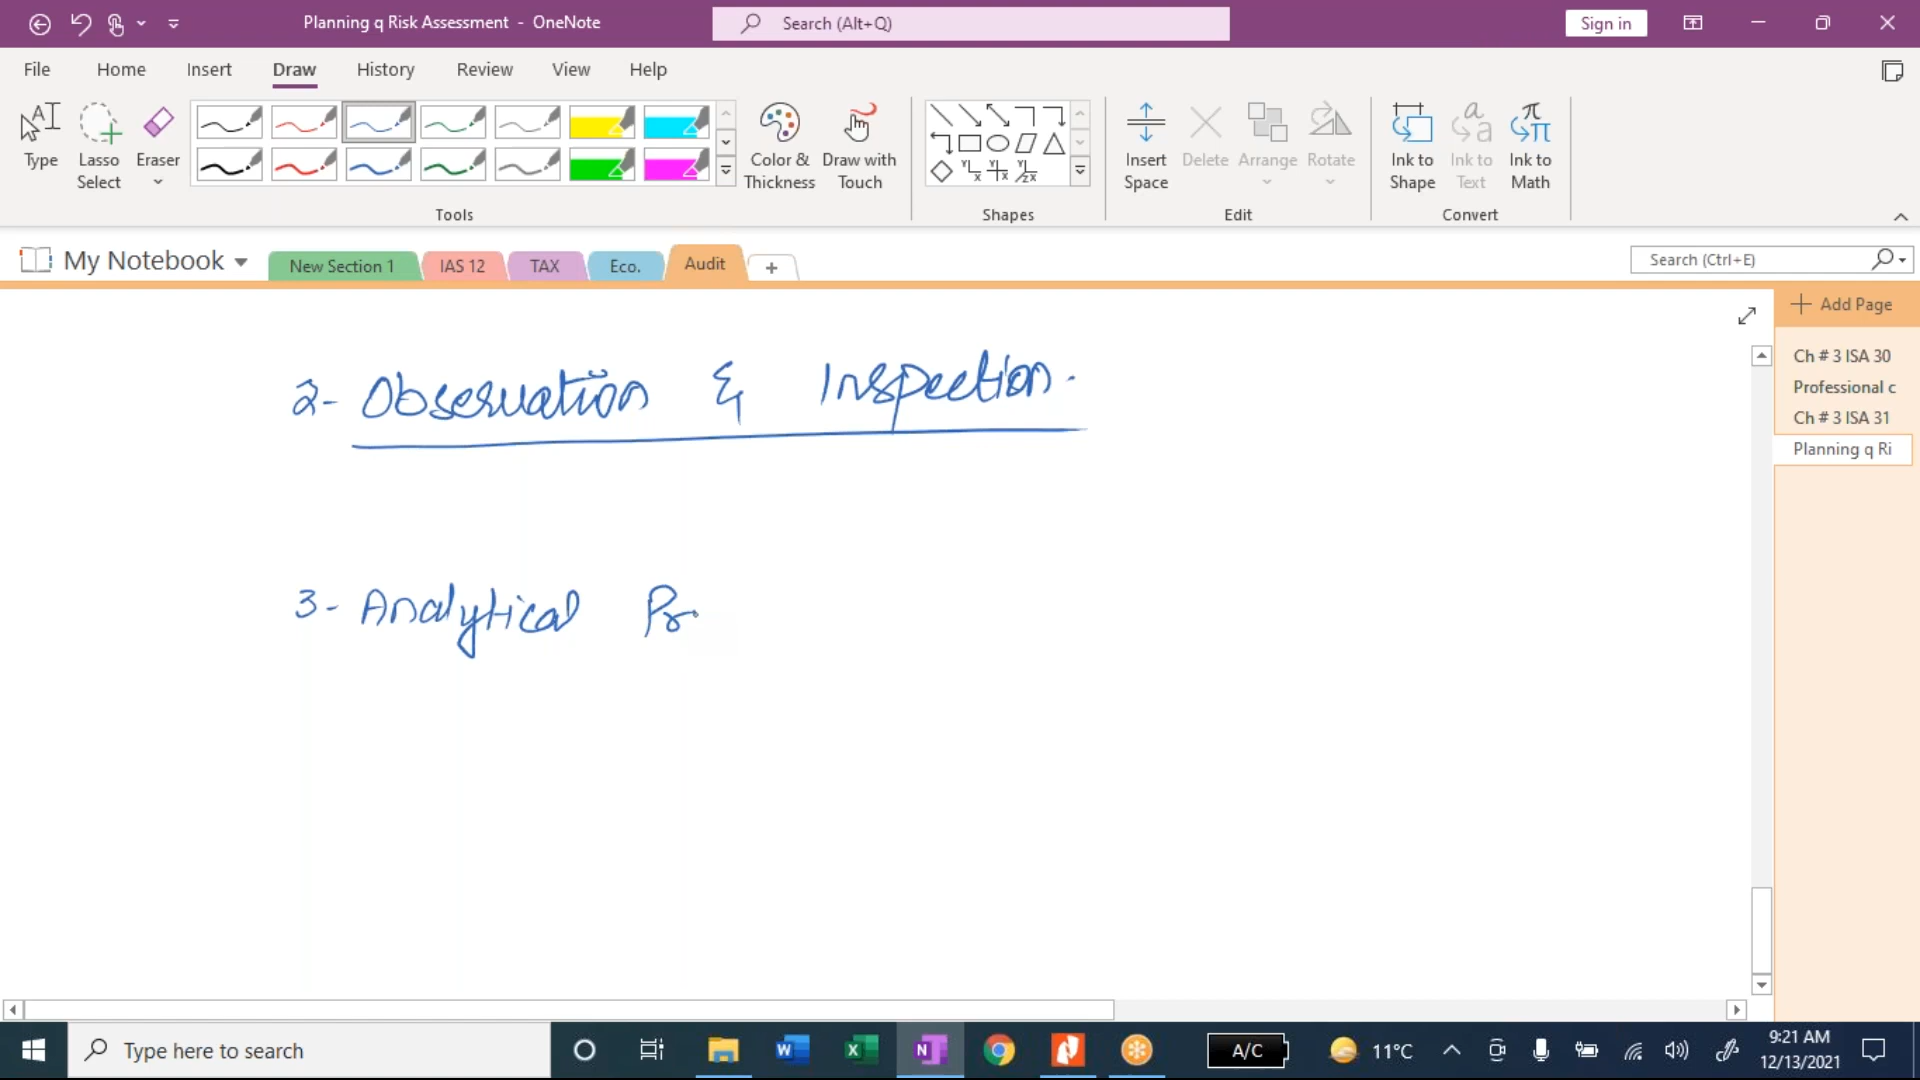 Planning q Risk Assessment - OneNote
Search (Alt+Q)
Sign in
File Home Insert Draw History Review View Help
Type
Lasso Select
Eraser
Color & Thickness
Draw with Touch
Insert Space
Delete
Arrange
Rotate
Ink to Shape
Ink to Text
Ink to Math
Tools Shapes Edit Convert
My Notebook
New Section 1 IAS 12 TAX Eco. Audit +
Search (Ctrl+E)
Add Page
Ch # 3 ISA 30
Professional c
Ch # 3 ISA 31
Planning q Ri
2- Observation & Inspection.
3- Analytical Pr
Type here to search
A/C
11°C
9:21 AM
12/13/2021